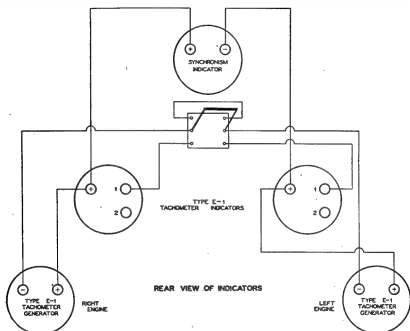 + −
SYNCHRONISM
INDICATOR
+ 1
2
+ 1
2
TYPE E-1
TACHOMETER INDICATORS
− +
TYPE E-1
TACHOMETER
GENERATOR
RIGHT
ENGINE
REAR VIEW OF INDICATORS
LEFT
ENGINE
− +
TYPE E-1
TACHOMETER
GENERATOR